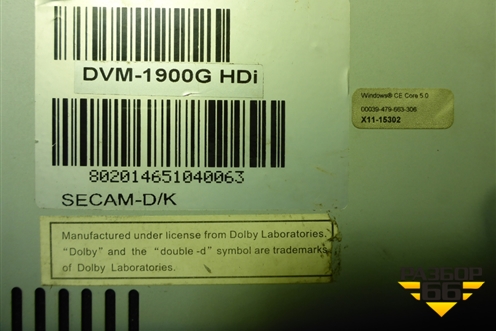 DVM-1900G HDi
802014651040063
SECAM-D/K
Windows® CE Core 5.0
00039-479-663-306
X11-15302
Manufactured under license from Dolby Laboratories.
“Dolby” and the “double-d” symbol are trademarks
of Dolby Laboratories.
РАЗБОР
66